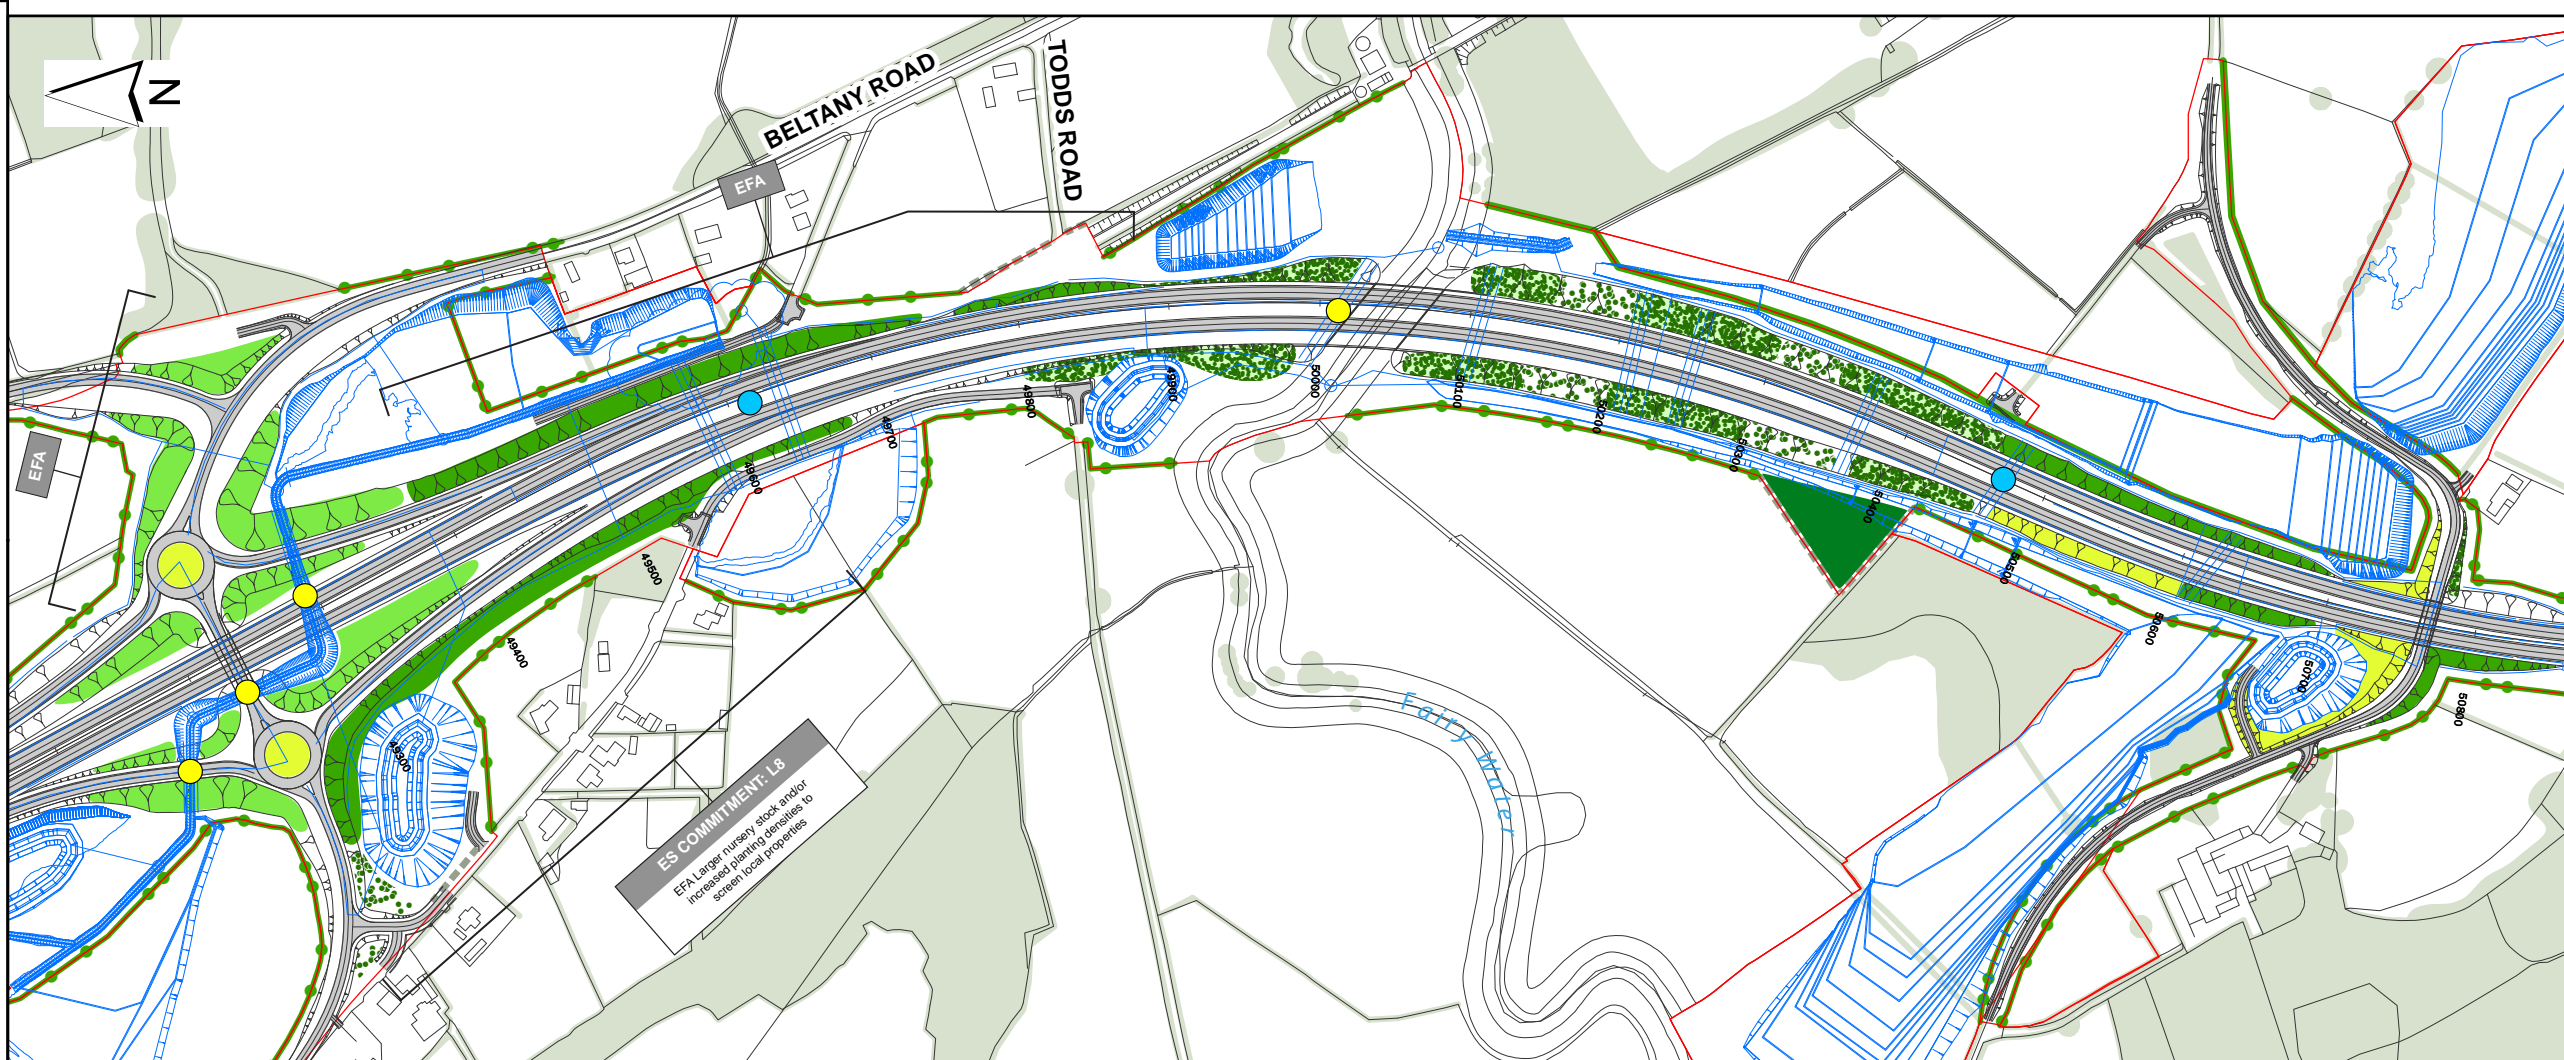 N
BELTANY ROAD
TODDS ROAD
EFA
EFA
49300
49400
49500
49600
49700
49800
49900
50000
50100
50200
50300
50400
50500
50600
50700
50800
Fairy Water
ES COMMITMENT: L8
EFA Larger nursery stock and/or
increased planting densities to
screen local properties